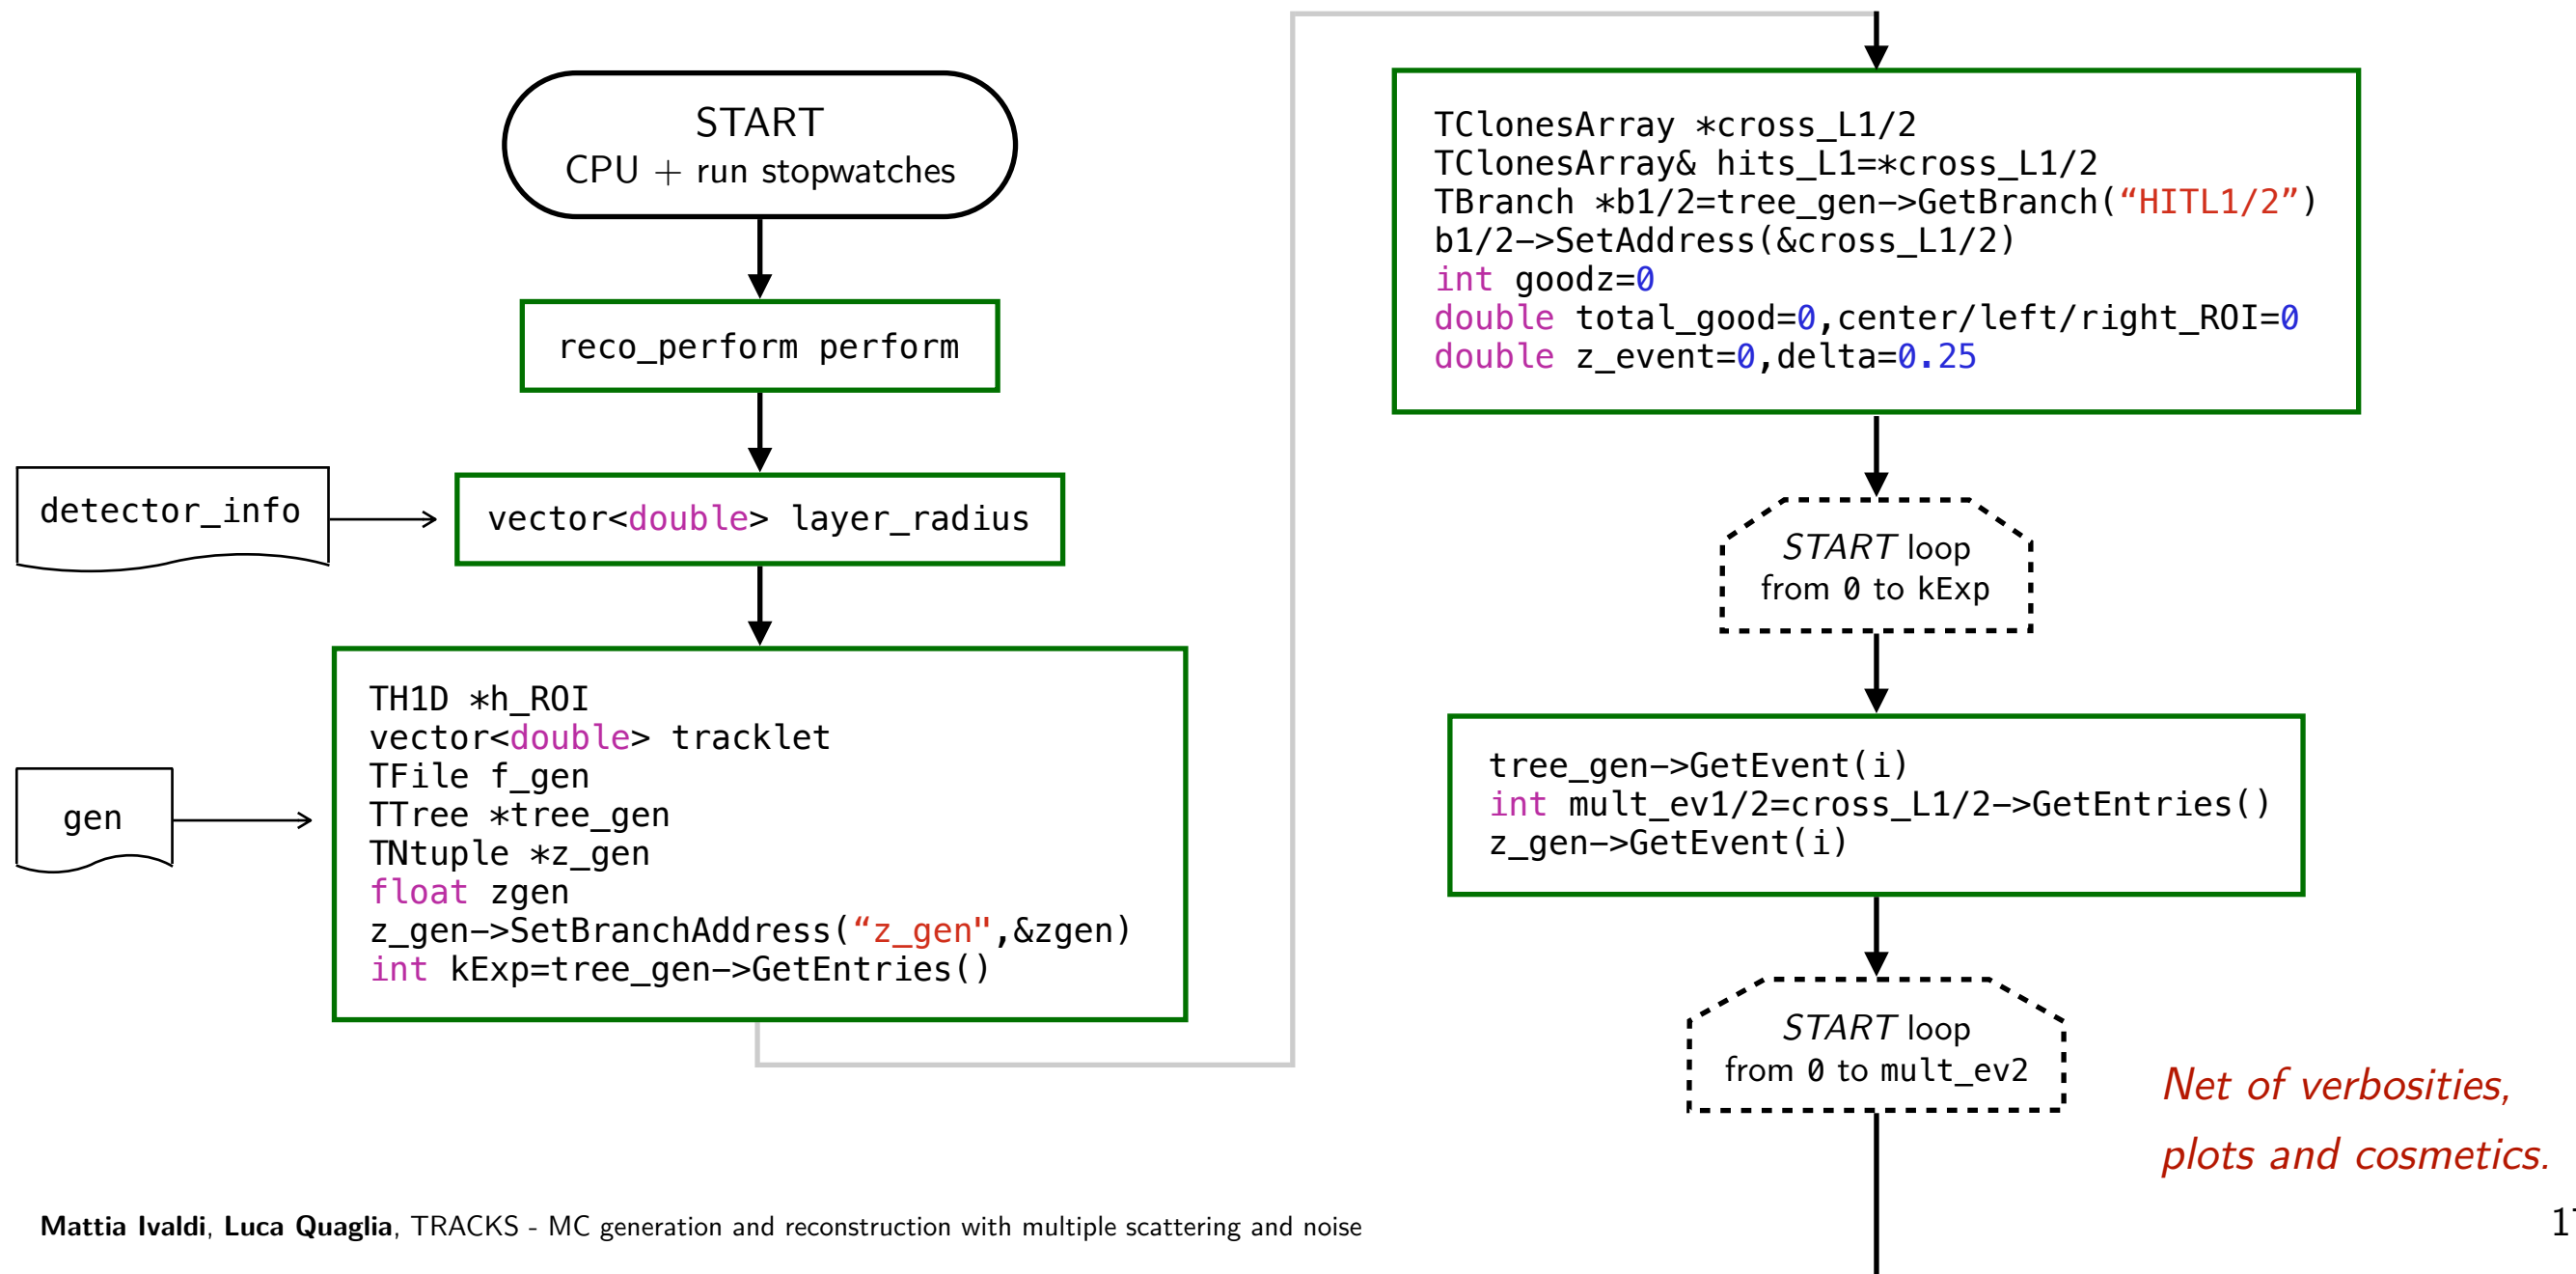 START
CPU + run stopwatches
reco_perform perform
detector_info
vector<double> layer_radius
gen
TH1D *h_ROI
vector<double> tracklet
TFile f_gen
TTree *tree_gen
TNtuple *z_gen
float zgen
z_gen->SetBranchAddress(“z_gen",&zgen)
int kExp=tree_gen->GetEntries()
TClonesArray *cross_L1/2
TClonesArray& hits_L1=*cross_L1/2
TBranch *b1/2=tree_gen->GetBranch(“HITL1/2”)
b1/2->SetAddress(&cross_L1/2)
int goodz=0
double total_good=0,center/left/right_ROI=0
double z_event=0,delta=0.25
START loop
from 0 to kExp
tree_gen->GetEvent(i)
int mult_ev1/2=cross_L1/2->GetEntries()
z_gen->GetEvent(i)
START loop
from 0 to mult_ev2
Net of verbosities,
plots and cosmetics.
Mattia Ivaldi, Luca Quaglia, TRACKS - MC generation and reconstruction with multiple scattering and noise